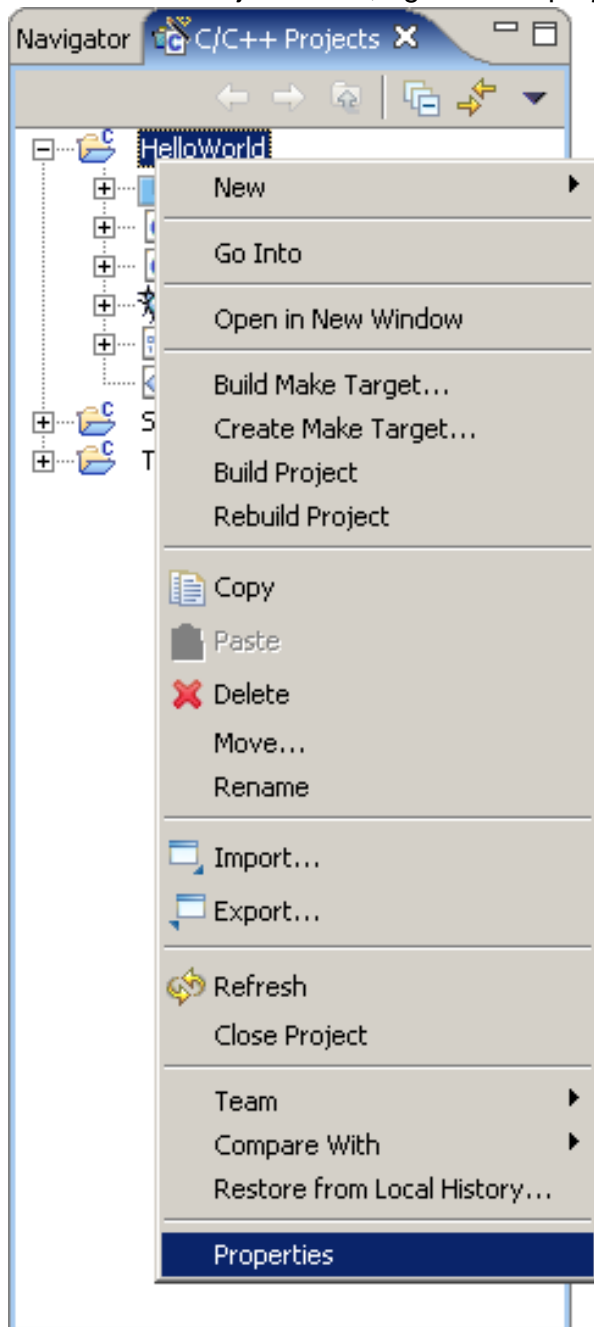 Navigator C/C++ Projects
HelloWorld
New
Go Into
Open in New Window
Build Make Target...
Create Make Target...
Build Project
Rebuild Project
S
T
Copy
Paste
Delete
Move...
Rename
Import...
Export...
Refresh
Close Project
Team
Compare With
Restore from Local History...
Properties